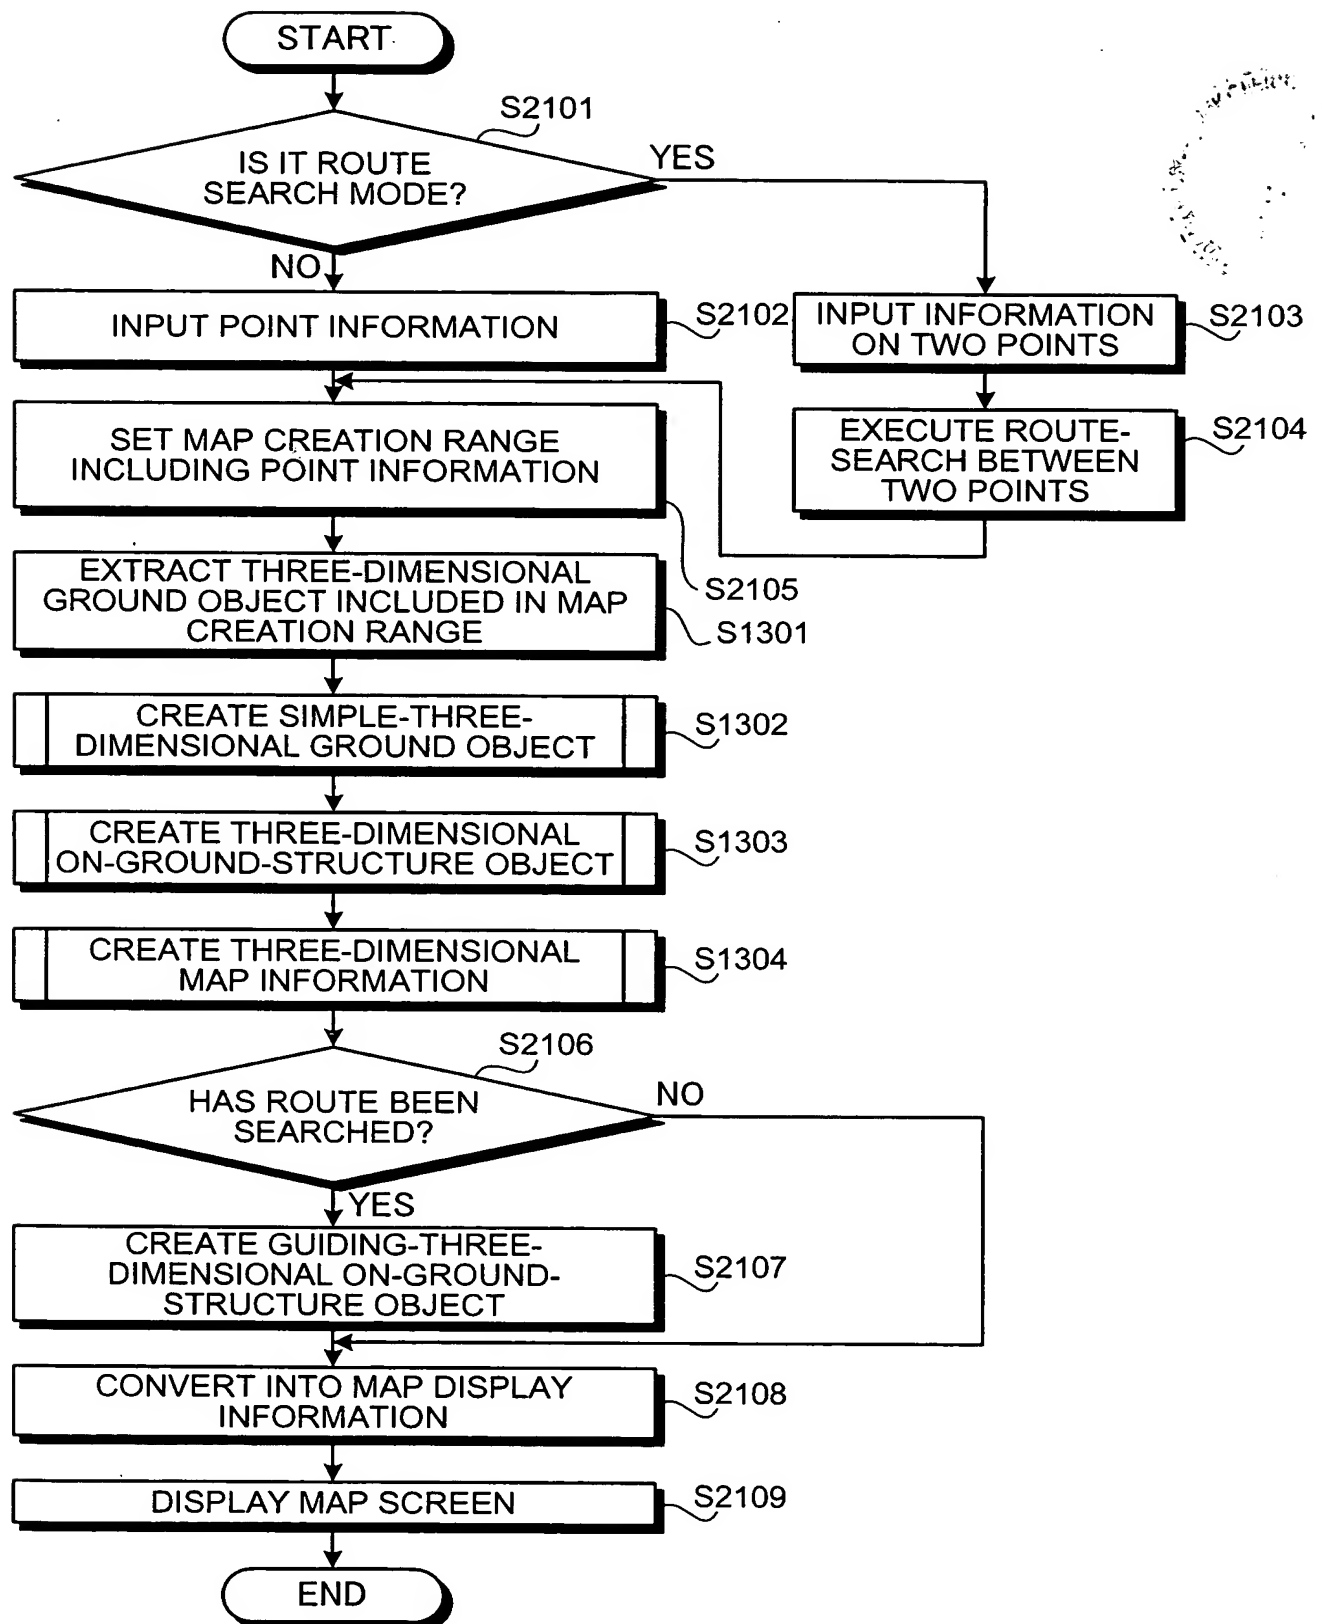 START
S2101
IS IT ROUTE
SEARCH MODE?
YES
NO
INPUT POINT INFORMATION
S2102
INPUT INFORMATION
ON TWO POINTS
S2103
SET MAP CREATION RANGE
INCLUDING POINT INFORMATION
S2105
EXECUTE ROUTE-
SEARCH BETWEEN
TWO POINTS
S2104
EXTRACT THREE-DIMENSIONAL
GROUND OBJECT INCLUDED IN MAP
CREATION RANGE
S1301
CREATE SIMPLE-THREE-
DIMENSIONAL GROUND OBJECT
S1302
CREATE THREE-DIMENSIONAL
ON-GROUND-STRUCTURE OBJECT
S1303
CREATE THREE-DIMENSIONAL
MAP INFORMATION
S1304
S2106
HAS ROUTE BEEN
SEARCHED?
NO
YES
CREATE GUIDING-THREE-
DIMENSIONAL ON-GROUND-
STRUCTURE OBJECT
S2107
CONVERT INTO MAP DISPLAY
INFORMATION
S2108
DISPLAY MAP SCREEN
S2109
END